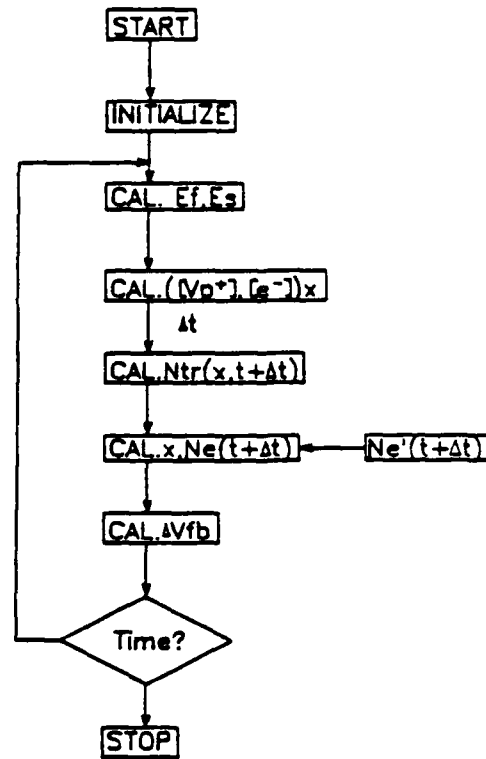 START
INITIALIZE
CAL. Ef.Es
CAL.([Vp⁺].[e⁻])x
Δt
CAL.Ntr(x,t+Δt)
CAL.x.Ne(t+Δt) Ne'(t+Δt)
CAL.ΔVfb
Time?
STOP